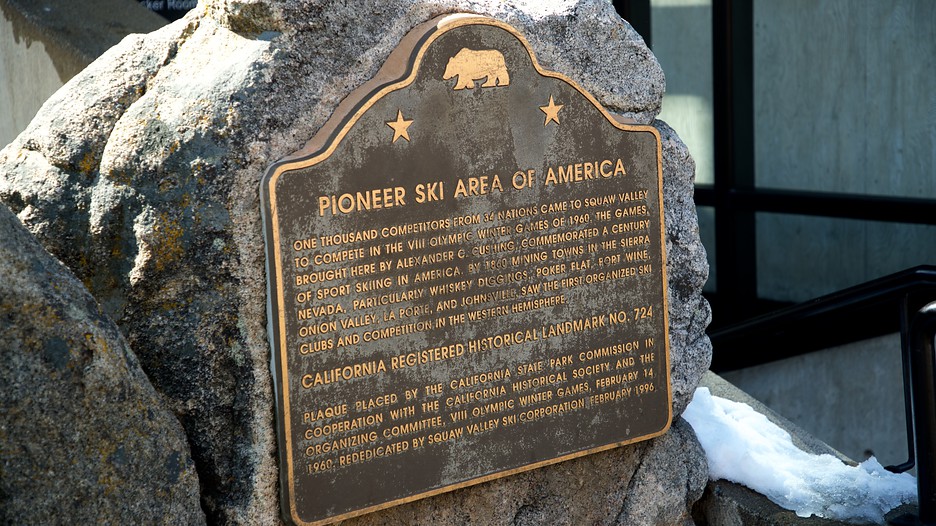 cker Room
PIONEER SKI AREA OF AMERICA
ONE THOUSAND COMPETITORS FROM 34 NATIONS CAME TO SQUAW VALLEY
TO COMPETE IN THE VIII OLYMPIC WINTER GAMES OF 1960. THE GAMES,
BROUGHT HERE BY ALEXANDER C. CUSHING, COMMEMORATED A CENTURY
OF SPORT SKIING IN AMERICA. BY 1860 MINING TOWNS IN THE SIERRA
NEVADA, PARTICULARLY WHISKEY DIGGINGS, POKER FLAT, PORT WINE,
ONION VALLEY, LA PORTE, AND JOHNSVILLE, SAW THE FIRST ORGANIZED SKI
CLUBS AND COMPETITION IN THE WESTERN HEMISPHERE.
CALIFORNIA REGISTERED HISTORICAL LANDMARK NO. 724
PLAQUE PLACED BY THE CALIFORNIA STATE PARK COMMISSION IN
COOPERATION WITH THE CALIFORNIA HISTORICAL SOCIETY AND THE
ORGANIZING COMMITTEE, VIII OLYMPIC WINTER GAMES, FEBRUARY 14,
1960. REDEDICATED BY SQUAW VALLEY SKI CORPORATION FEBRUARY 1996.